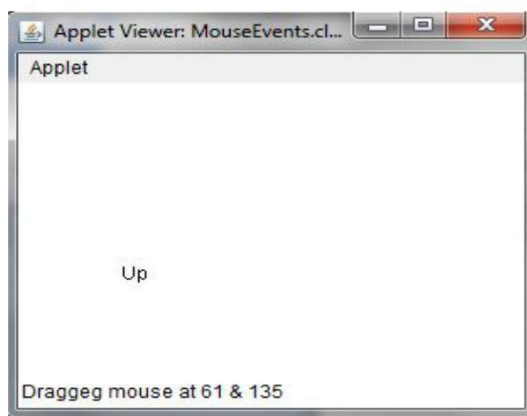 Applet Viewer: MouseEvents.cl...
Applet
Up
Draggeg mouse at 61 & 135